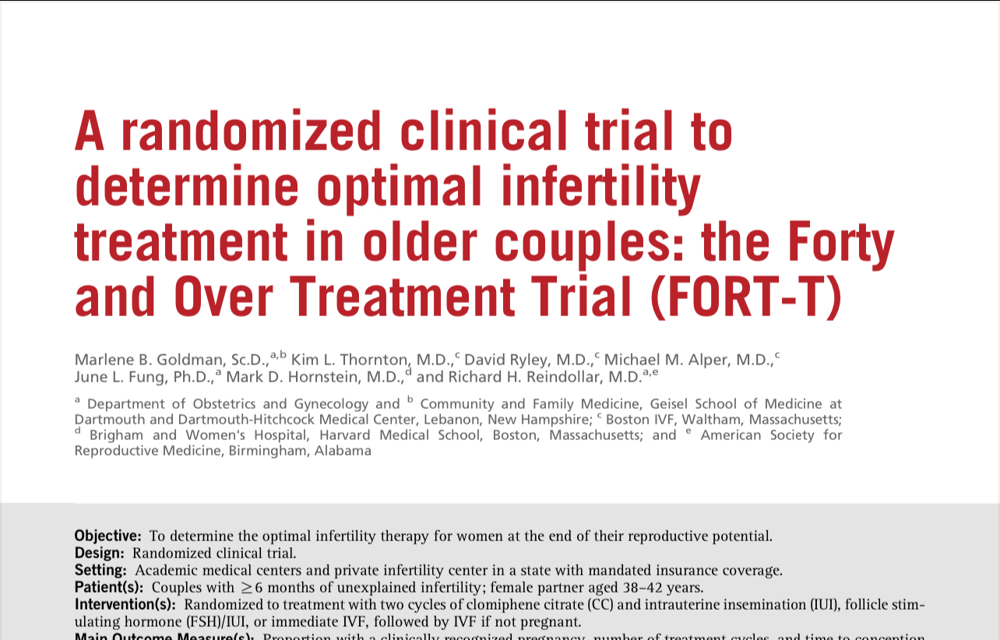 A randomized clinical trial to
determine optimal infertility
treatment in older couples: the Forty
and Over Treatment Trial (FORT-T)
Marlene B. Goldman, Sc.D.,a,b Kim L. Thornton, M.D.,c David Ryley, M.D.,c Michael M. Alper, M.D.,c
June L. Fung, Ph.D.,a Mark D. Hornstein, M.D.,d and Richard H. Reindollar, M.D.a,e
a Department of Obstetrics and Gynecology and b Community and Family Medicine, Geisel School of Medicine at
Dartmouth and Dartmouth-Hitchcock Medical Center, Lebanon, New Hampshire; c Boston IVF, Waltham, Massachusetts;
d Brigham and Women's Hospital, Harvard Medical School, Boston, Massachusetts; and e American Society for
Reproductive Medicine, Birmingham, Alabama
Objective: To determine the optimal infertility therapy for women at the end of their reproductive potential.
Design: Randomized clinical trial.
Setting: Academic medical centers and private infertility center in a state with mandated insurance coverage.
Patient(s): Couples with ≥6 months of unexplained infertility; female partner aged 38–42 years.
Intervention(s): Randomized to treatment with two cycles of clomiphene citrate (CC) and intrauterine insemination (IUI), follicle stim-
ulating hormone (FSH)/IUI, or immediate IVF, followed by IVF if not pregnant.
Main Outcome Measure(s): Proportion with a clinically recognized pregnancy, number of treatment cycles, and time to conception